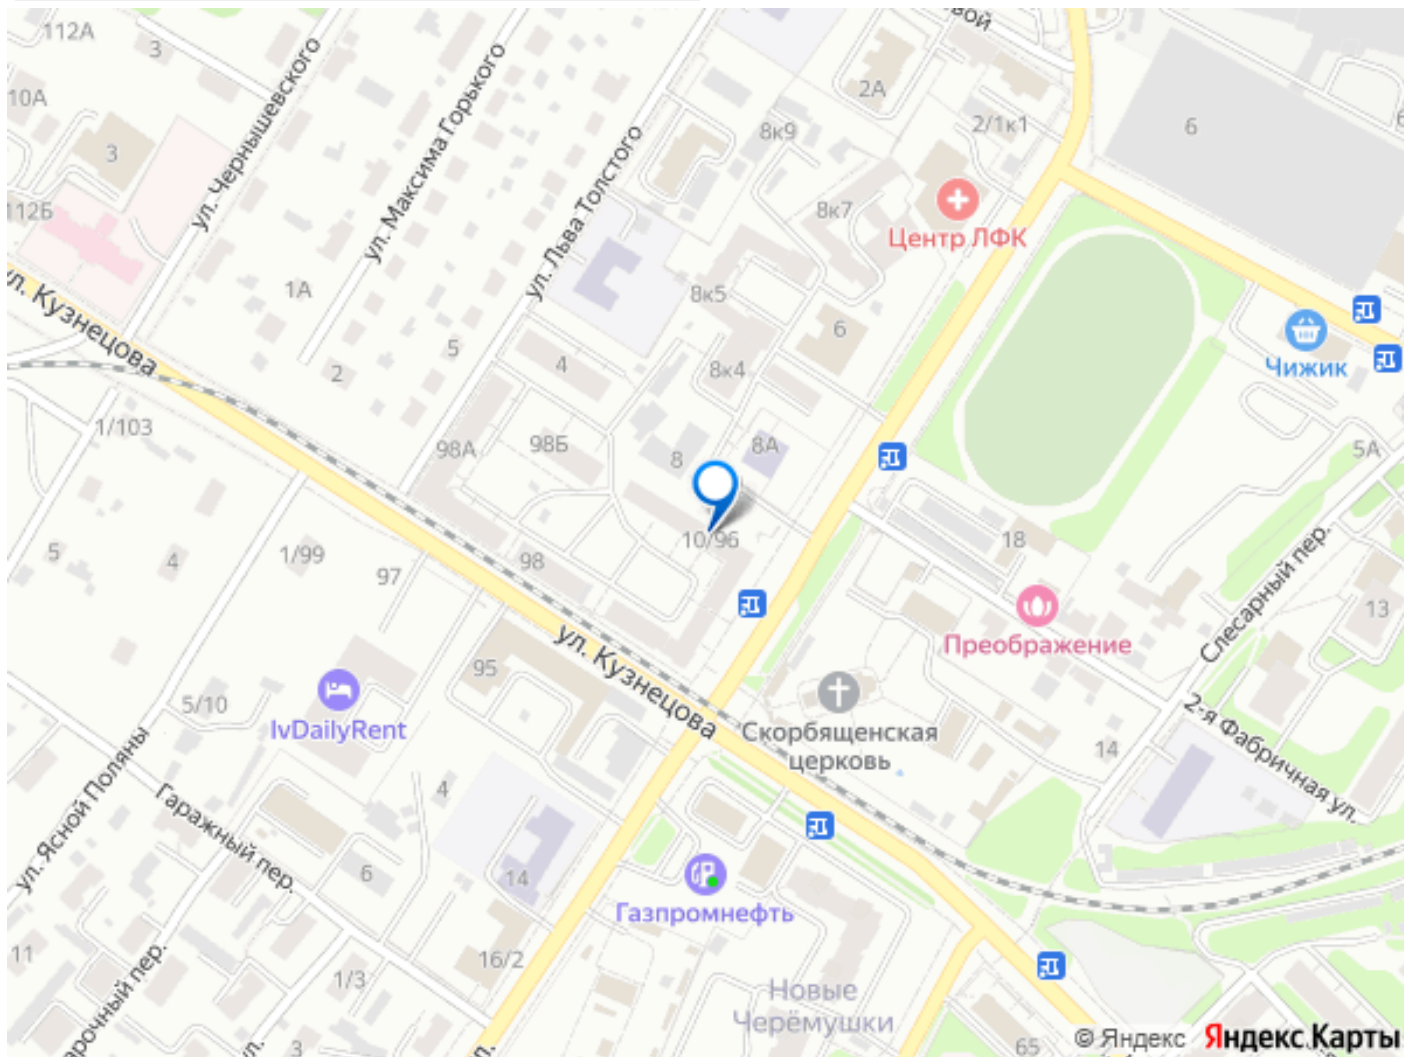 112А
3
10А
3
112Б
ул. Чернышевского
ул. Максима Горького
ул. Льва Толстого
вой
2А
8к9
2/1к1
6
8к7
Центр ЛФК
1А
8к5
6
ул. Кузнецова
2
5
4
8к4
Чижик
1/103
98А
98Б
8
8А
5А
5
4
1/99
97
98
10/96
18
Слесарный пер.
13
Преображение
ул. Кузнецова
95
5/10
IvDailyRent
Скорбященская
церковь
14
2-я Фабричная ул.
ул. Ясной Поляны
Гаражный пер.
4
6
14
Газпромнефть
11
1/3
16/2
арочный пер.
ул.
3
л.
Новые
Черёмушки
65
© Яндекс Яндекс Карты